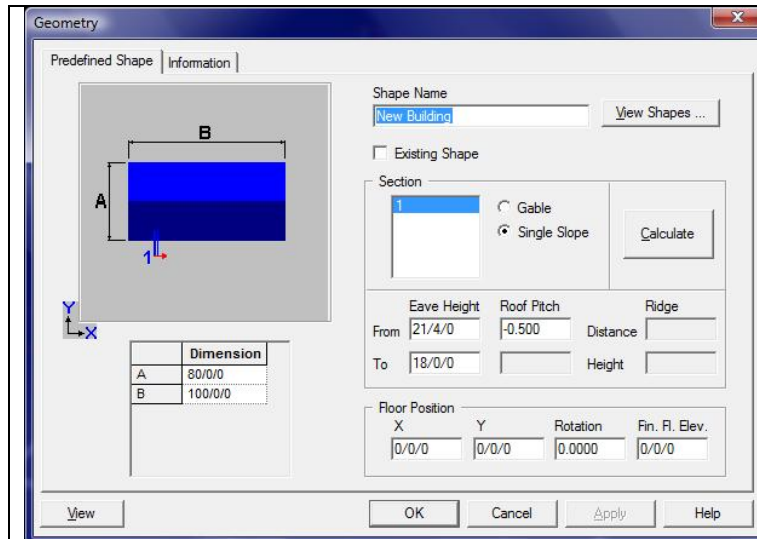 Geometry
Predefined Shape Information
B
A
1
Y
X
Dimension
A 80/0/0
B 100/0/0
Shape Name
New Building View Shapes ...
Existing Shape
Section
1 Gable
Single Slope
Calculate
Eave Height Roof Pitch Ridge
From 21/4/0 -0.500 Distance
To 18/0/0 Height
Floor Position
X Y Rotation Fin. Fl. Elev.
0/0/0 0/0/0 0.0000 0/0/0
View OK Cancel Apply Help